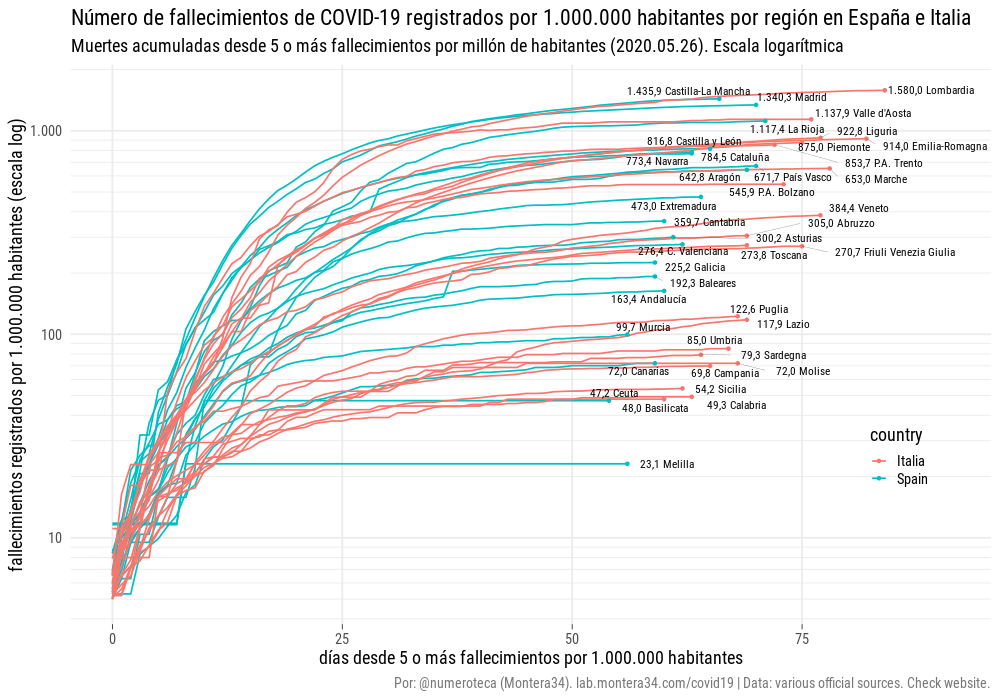 Número de fallecimientos de COVID-19 registrados por 1.000.000 habitantes por región en España e Italia
Muertes acumuladas desde 5 o más fallecimientos por millón de habitantes (2020.05.26). Escala logarítmica
fallecimientos registrados por 1.000.000 habitantes (escala log)
1.000
100
10
1.435,9 Castilla-La Mancha
1.580,0 Lombardia
1.340,3 Madrid
1.137,9 Valle d'Aosta
1.117,4 La Rioja
922,8 Liguria
816,8 Castilla y León
875,0 Piemonte
914,0 Emilia-Romagna
773,4 Navarra
784,5 Cataluña
853,7 P.A. Trento
642,8 Aragón
671,7 País Vasco
653,0 Marche
545,9 P.A. Bolzano
473,0 Extremadura
384,4 Veneto
359,7 Cantabria
305,0 Abruzzo
300,2 Asturias
276,4 C. Valenciana
273,8 Toscana
270,7 Friuli Venezia Giulia
225,2 Galicia
192,3 Baleares
163,4 Andalucía
122,6 Puglia
99,7 Murcia
117,9 Lazio
85,0 Umbria
79,3 Sardegna
72,0 Canarias
69,8 Campania
72,0 Molise
47,2 Ceuta
54,2 Sicilia
48,0 Basilicata
49,3 Calabria
23,1 Melilla
country
Italia
Spain
0
25
50
75
días desde 5 o más fallecimientos por 1.000.000 habitantes
Por: @numeroteca (Montera34). lab.montera34.com/covid19 | Data: various official sources. Check website.